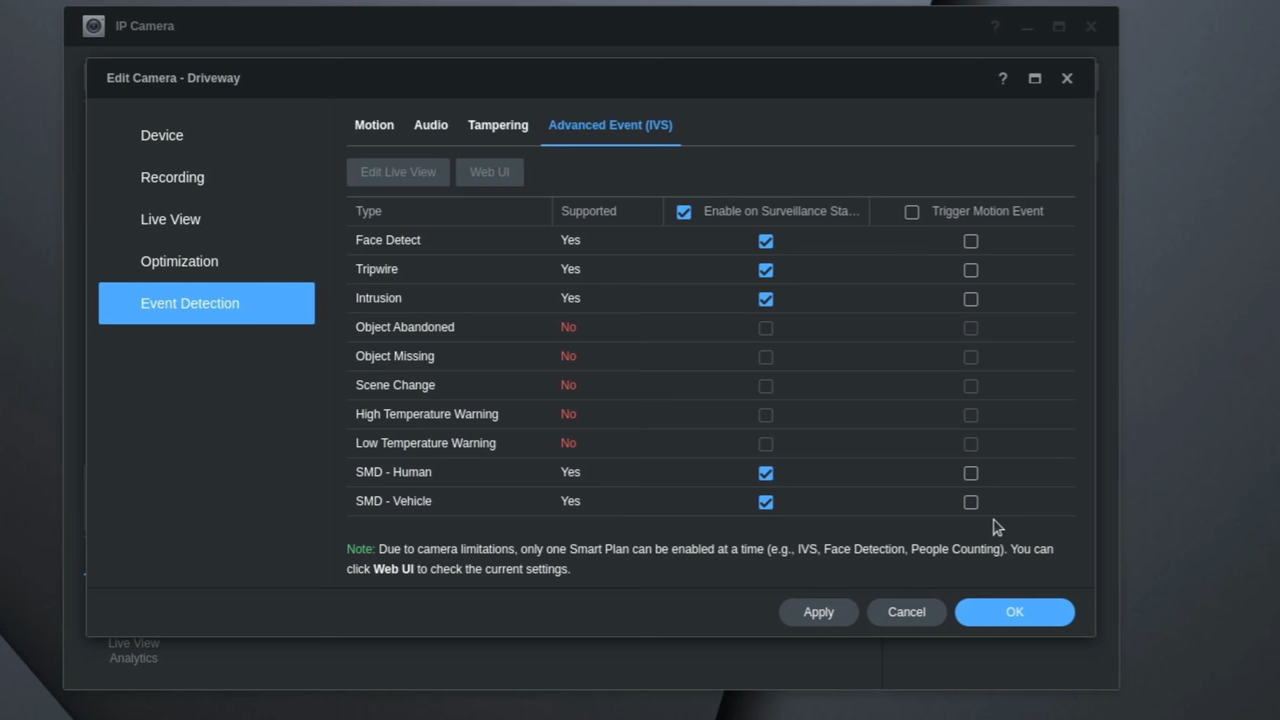 IP Camera
Edit Camera - Driveway
Device
Recording
Live View
Optimization
Event Detection
Motion Audio Tampering Advanced Event (IVS)
Edit Live View Web UI
Type Supported Enable on Surveillance Sta... Trigger Motion Event
Face Detect Yes
Tripwire Yes
Intrusion Yes
Object Abandoned No
Object Missing No
Scene Change No
High Temperature Warning No
Low Temperature Warning No
SMD - Human Yes
SMD - Vehicle Yes
Note: Due to camera limitations, only one Smart Plan can be enabled at a time (e.g., IVS, Face Detection, People Counting). You can
click Web UI to check the current settings.
Apply Cancel OK
Live View
Analytics